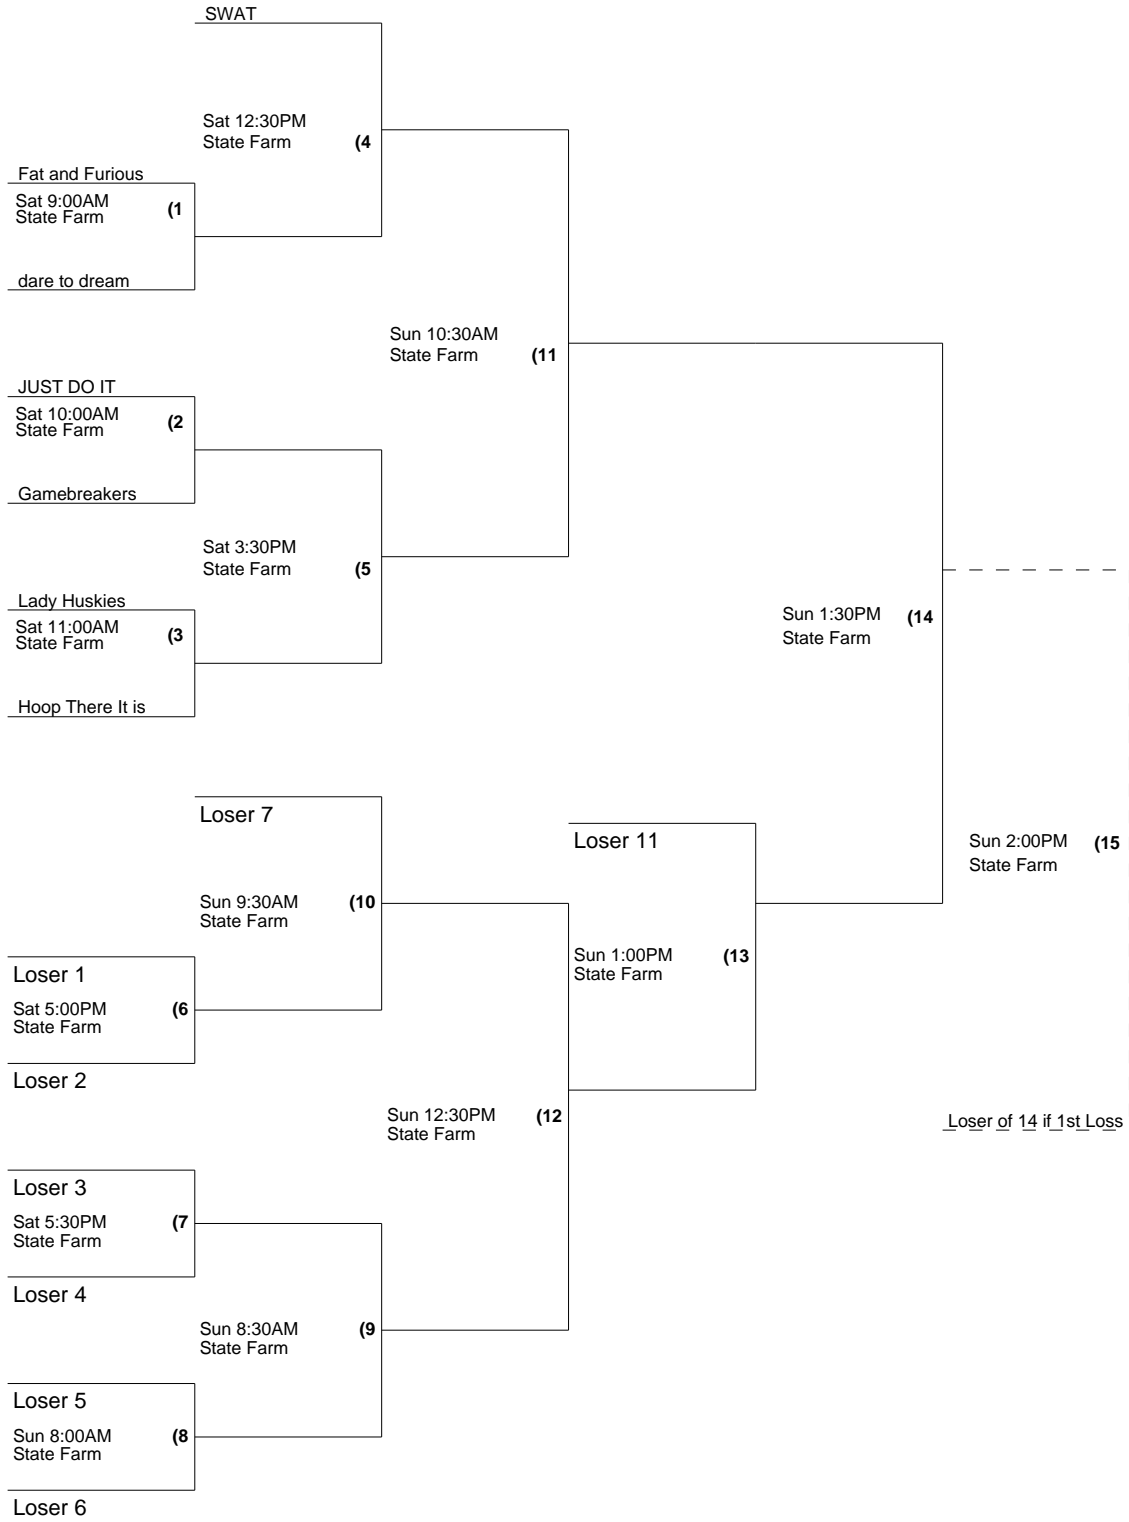 SWAT
Sat 12:30PM
State Farm
(4
Fat and Furious
Sat 9:00AM
State Farm
(1
dare to dream
Sun 10:30AM
State Farm
(11
JUST DO IT
Sat 10:00AM
State Farm
(2
Gamebreakers
Sat 3:30PM
State Farm
(5
Lady Huskies
Sat 11:00AM
State Farm
(3
Hoop There It is
Sun 1:30PM
State Farm
(14
Loser 7
Loser 11
Sun 2:00PM
State Farm
(15
Sun 9:30AM
State Farm
(10
Sun 1:00PM
State Farm
(13
Loser 1
Sat 5:00PM
State Farm
(6
Loser 2
Sun 12:30PM
State Farm
(12
Loser of 14 if 1st Loss
Loser 3
Sat 5:30PM
State Farm
(7
Loser 4
Sun 8:30AM
State Farm
(9
Loser 5
Sun 8:00AM
State Farm
(8
Loser 6